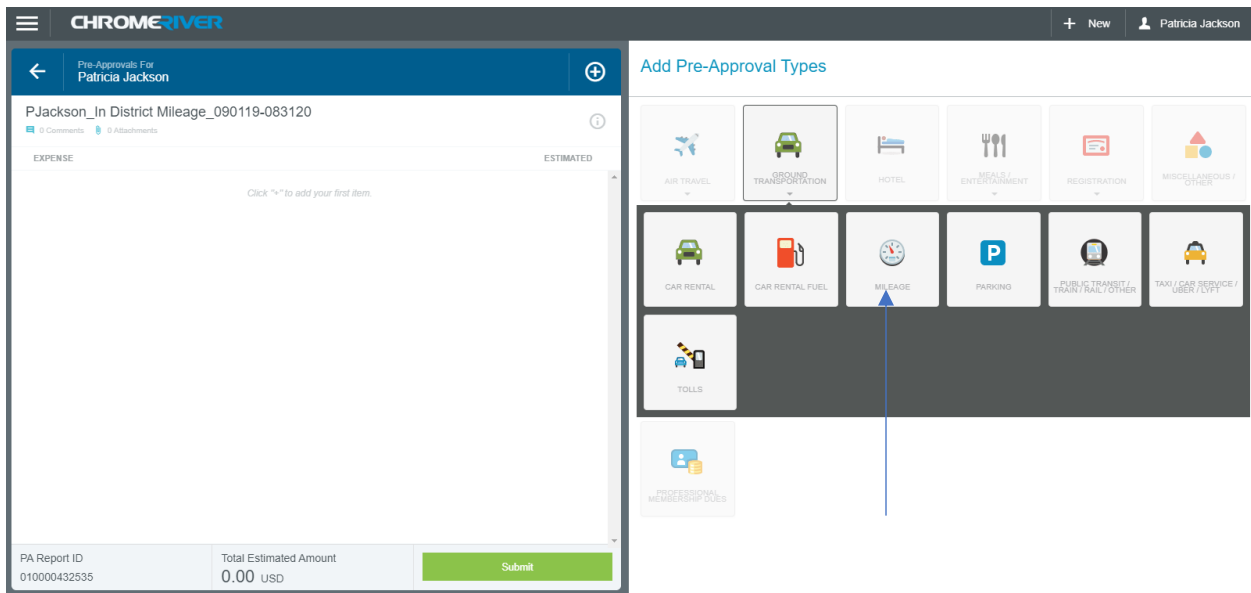 CHROMERIVER
+ New
Patricia Jackson
Pre-Approvals For
Patricia Jackson
PJackson_In District Mileage_090119-083120
0 Comments 0 Attachments
EXPENSE ESTIMATED
Click "+" to add your first item.
PA Report ID
010000432535
Total Estimated Amount
0.00 USD
Submit
Add Pre-Approval Types
AIR TRAVEL
GROUND
TRANSPORTATION
HOTEL
MEALS /
ENTERTAINMENT
REGISTRATION
MISCELLANEOUS /
OTHER
CAR RENTAL
CAR RENTAL FUEL
MILEAGE
P
PARKING
PUBLIC TRANSIT /
TRAIN / RAIL / OTHER
TAXI / CAR SERVICE /
UBER / LYFT
TOLLS
PROFESSIONAL
MEMBERSHIP DUES